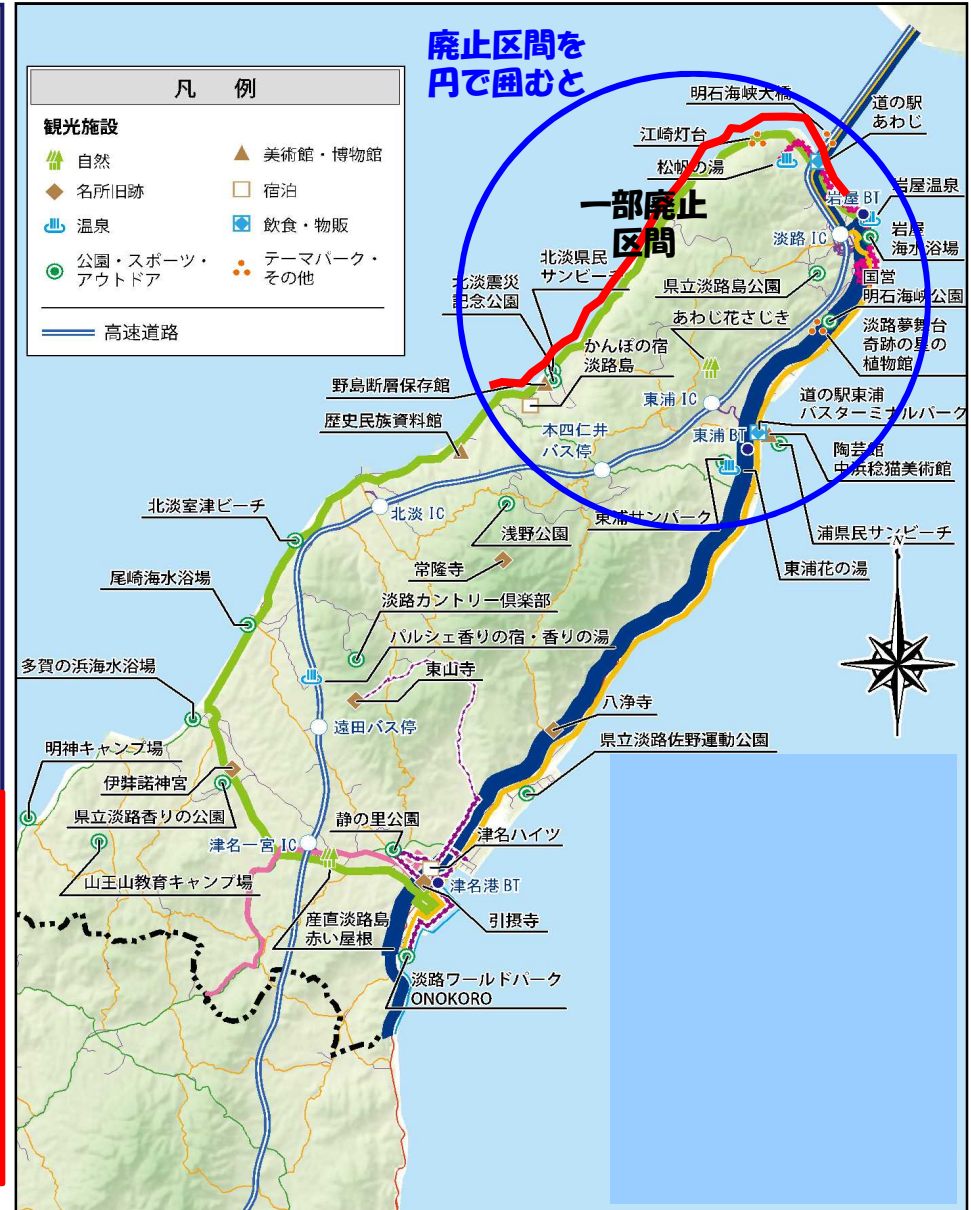 廃止区間を
円で囲むと
凡　例
観光施設
自然
美術館・博物館
名所旧跡
宿泊
温泉
飲食・物販
公園・スポーツ・
アウトドア
テーマパーク・
その他
高速道路
明石海峡大橋
道の駅
あわじ
江崎灯台
松帆の湯
一部廃止
区間
岩屋BT
岩屋温泉
淡路IC
岩屋
海水浴場
北淡県民
サンビーチ
北淡震災
記念公園
県立淡路島公園
国営
明石海峡公園
あわじ花さじき
淡路夢舞台
奇跡の星の
植物館
かんぽの宿
淡路島
野島断層保存館
東浦IC
道の駅東浦
バスターミナルパーク
歴史民族資料館
本四仁井
バス停
東浦BT
陶芸館
中浜稔猫美術館
北淡室津ビーチ
北淡IC
浅野公園
東浦サンパーク
浦県民サンビーチ
常隆寺
東浦花の湯
N
尾崎海水浴場
淡路カントリー倶楽部
パルシェ香りの宿・香りの湯
多賀の浜海水浴場
東山寺
遠田バス停
八浄寺
明神キャンプ場
県立淡路佐野運動公園
伊弉諾神宮
県立淡路香りの公園
静の里公園
津名一宮IC
津名ハイツ
山王山教育キャンプ場
津名港BT
産直淡路島
赤い屋根
引摂寺
淡路ワールドパーク
ONOKORO